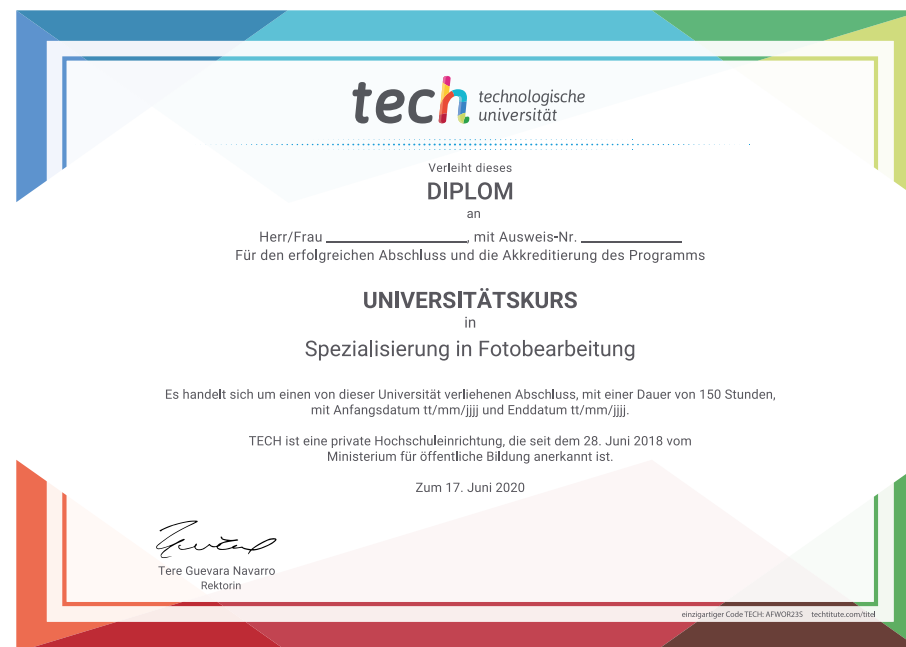 tech technologische
universität
Verleiht dieses
DIPLOM
an
Herr/Frau ____________, mit Ausweis-Nr. ____________
Für den erfolgreichen Abschluss und die Akkreditierung des Programms
UNIVERSITÄTSKURS
in
Spezialisierung in Fotobearbeitung
Es handelt sich um einen von dieser Universität verliehenen Abschluss, mit einer Dauer von 150 Stunden,
mit Anfangsdatum tt/mm/jjjj und Enddatum tt/mm/jjjj.
TECH ist eine private Hochschuleinrichtung, die seit dem 28. Juni 2018 vom
Ministerium für öffentliche Bildung anerkannt ist.
Zum 17. Juni 2020
Tere Guevara Navarro
Rektorin
einzigartiger Code TECH: AFWOR23S techtitute.com/titel